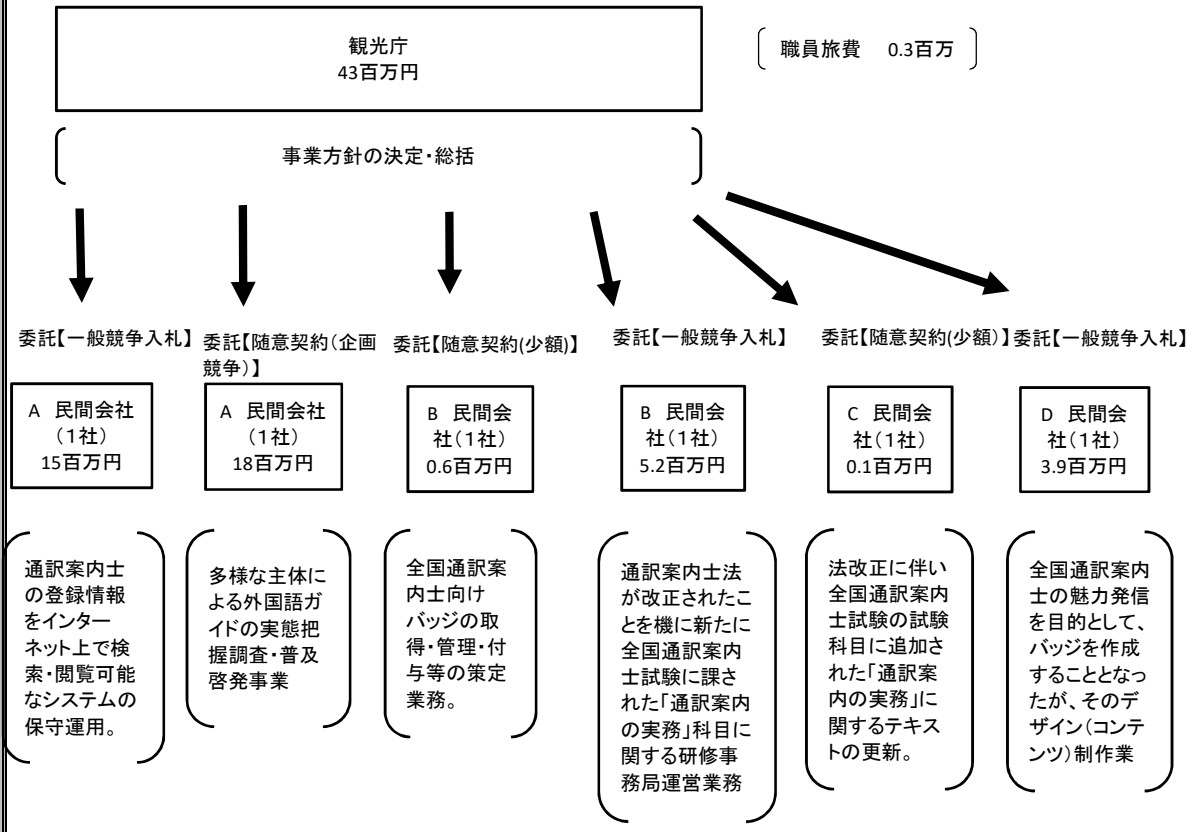 観光庁
43百万円
職員旅費　0.3百万
事業方針の決定・総括
委託【一般競争入札】
委託【随意契約（企画
競争）】
委託【随意契約(少額)】
委託【一般競争入札】
委託【随意契約(少額)】
委託【一般競争入札】
A　民間会社
（１社）
15百万円
A　民間会社
（１社）
18百万円
B　民間会
社（１社）
0.6百万円
B　民間会
社（１社）
5.2百万円
C　民間会
社（１社）
0.1百万円
D　民間会
社（１社）
3.9百万円
通訳案内士
の登録情報
をインター
ネット上で検
索・閲覧可能
なシステムの
保守運用。
多様な主体に
よる外国語ガ
イドの実態把
握調査・普及
啓発事業
全国通訳案
内士向け
バッジの取
得・管理・付
与等の策定
業務。
通訳案内士法
が改正されたこ
とを機に新たに
全国通訳案内
士試験に課さ
れた「通訳案内
の実務」科目に
関する研修事
務局運営業務
法改正に伴い
全国通訳案内
士試験の試験
科目に追加さ
れた「通訳案
内の実務」に
関するテキス
トの更新。
全国通訳案内
士の魅力発信
を目的として、
バッジを作成
することとなっ
たが、そのデ
ザイン（コンテ
ンツ）制作業